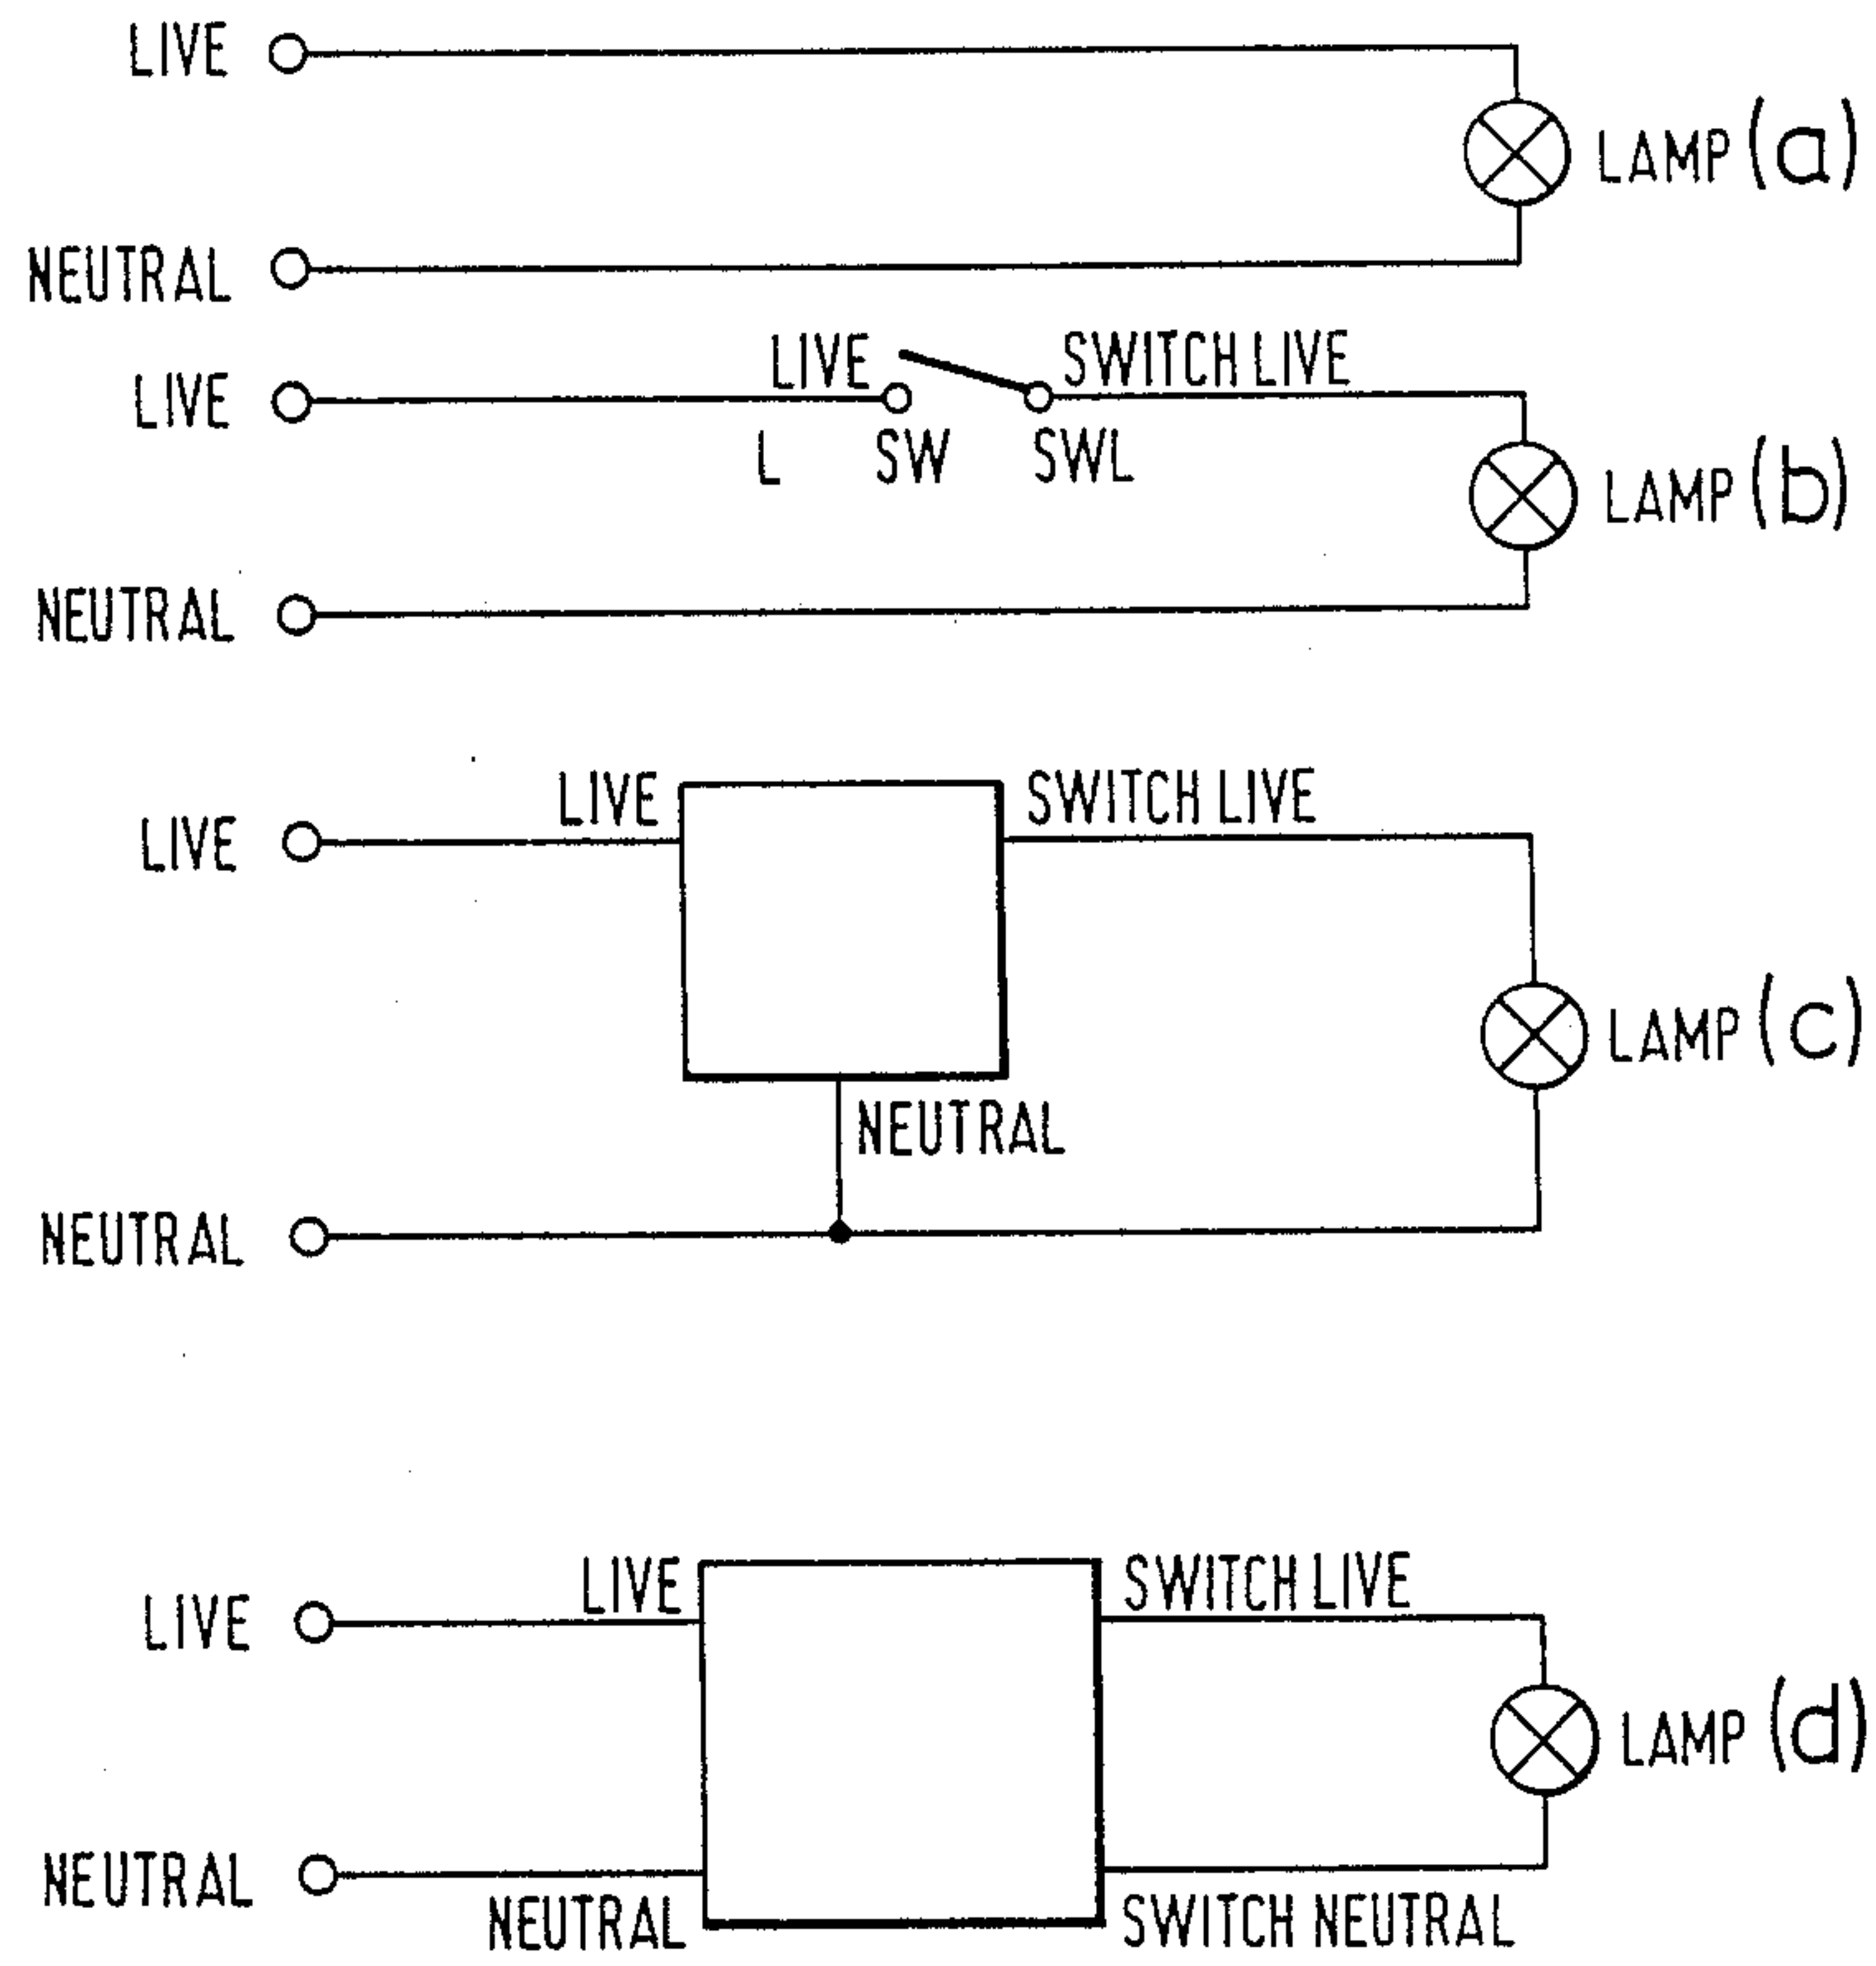 LIVE
LAMP (a)
NEUTRAL
LIVE SWITCH LIVE
LIVE
L SW SWL
LAMP (b)
NEUTRAL
LIVE SWITCH LIVE
LIVE
LAMP (c)
NEUTRAL
NEUTRAL
LIVE SWITCH LIVE
LIVE
LAMP (d)
NEUTRAL
NEUTRAL SWITCH NEUTRAL